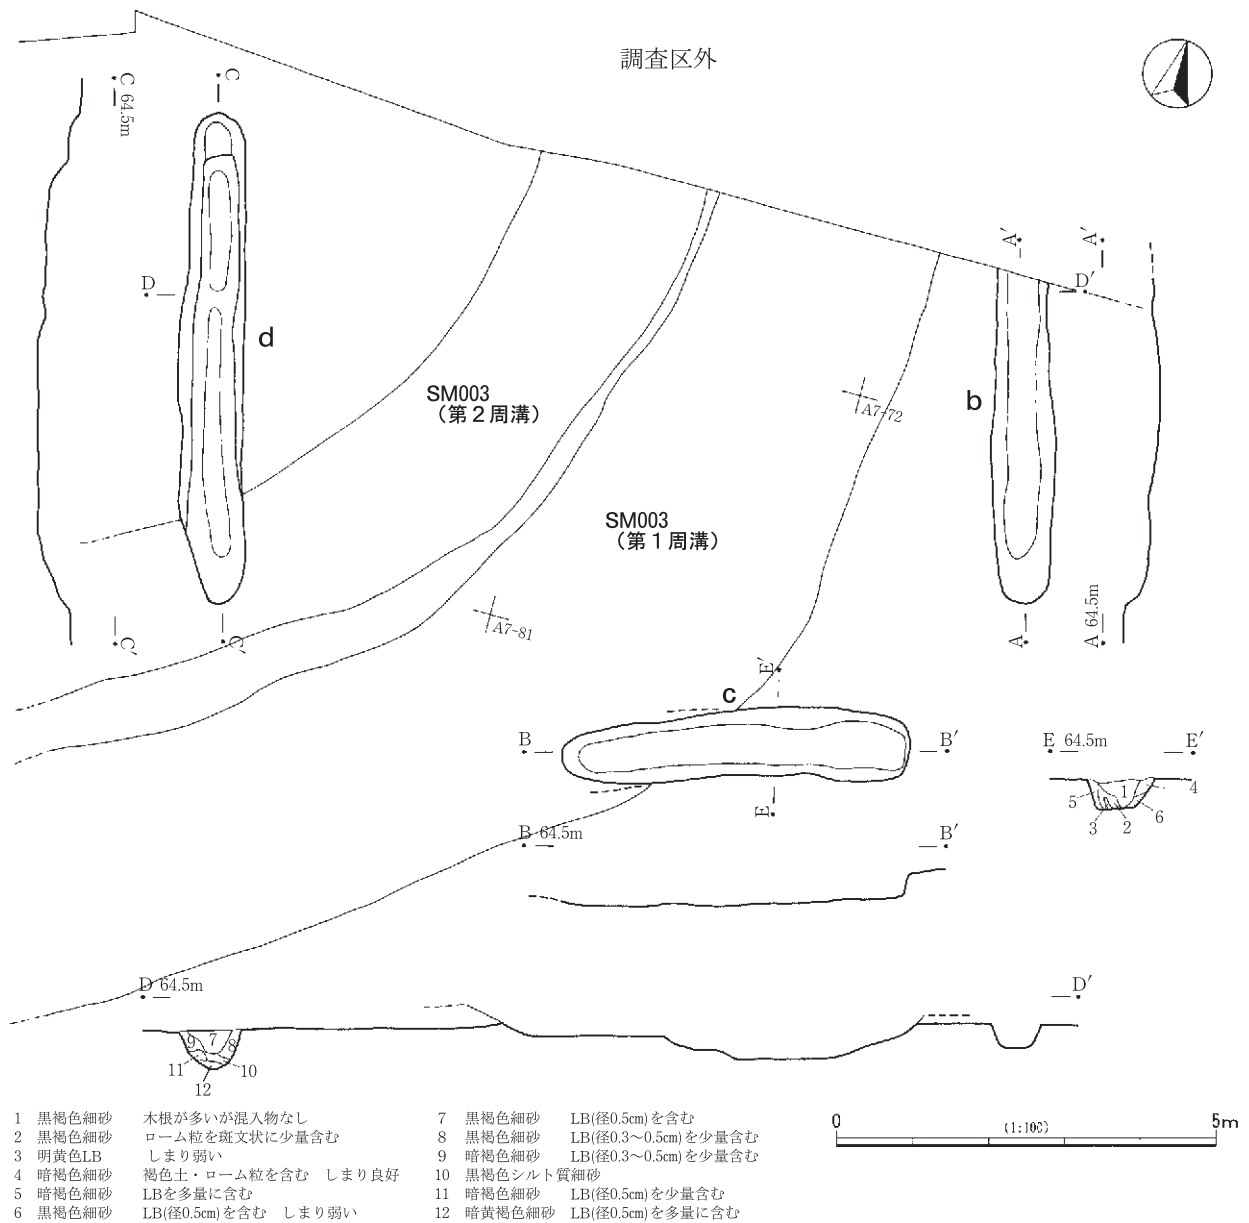 調査区外
C
64.5m
C
D
d
SM003
（第２周溝）
A7-72
A′
A′
D′
b
SM003
（第１周溝）
A7-81
C′
C′
A
A 64.5m
E′
c
B
B′
E
E 64.5m
E′
1
4
5
6
3
2
B 64.5m
B′
D 64.5m
D′
9
7
8
11
10
12
1 黒褐色細砂 木根が多いが混入物なし
2 黒褐色細砂 ローム粒を斑文状に少量含む
3 明黄色LB しまり弱い
4 暗褐色細砂 褐色土・ローム粒を含む しまり良好
5 暗褐色細砂 LBを多量に含む
6 黒褐色細砂 LB(径0.5㎝)を含む しまり弱い
7 黒褐色細砂 LB(径0.5㎝)を含む
8 黒褐色細砂 LB(径0.3〜0.5㎝)を少量含む
9 暗褐色細砂 LB(径0.3〜0.5㎝)を少量含む
10 黒褐色シルト質細砂
11 暗褐色細砂 LB(径0.5㎝)を少量含む
12 暗黄褐色細砂 LB(径0.5㎝)を多量に含む
0 (1:100) 5m